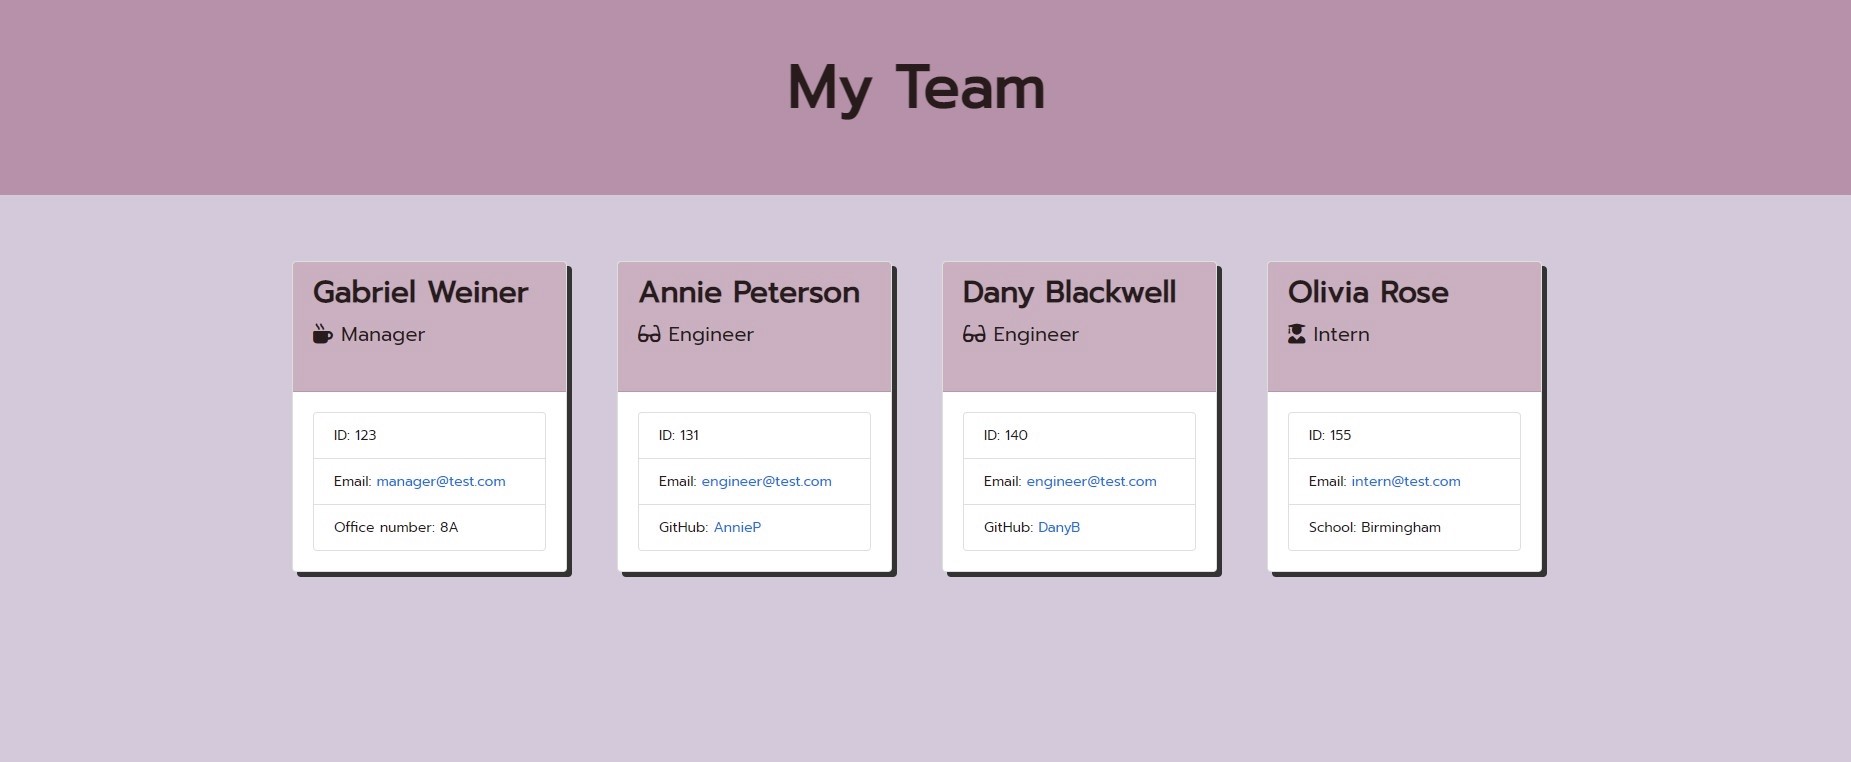 My Team
Gabriel Weiner
Manager
ID: 123
Email: manager@test.com
Office number: 8A
Annie Peterson
Engineer
ID: 131
Email: engineer@test.com
GitHub: AnnieP
Dany Blackwell
Engineer
ID: 140
Email: engineer@test.com
GitHub: DanyB
Olivia Rose
Intern
ID: 155
Email: intern@test.com
School: Birmingham